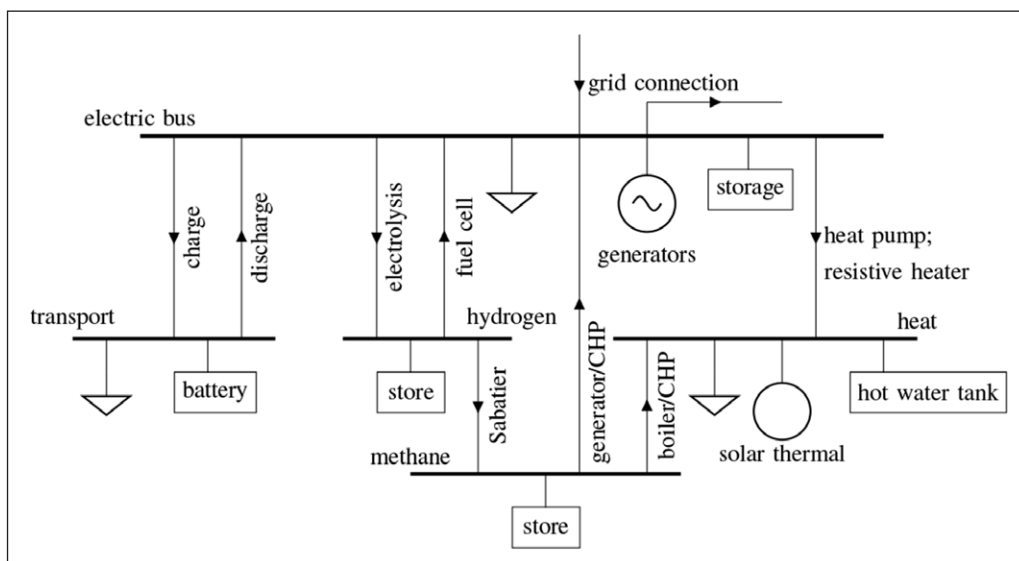 grid connection
electric bus
storage
charge
discharge
electrolysis
fuel cell
generators
heat pump;
resistive heater
transport
hydrogen
heat
battery
store
Sabatier
generator/CHP
boiler/CHP
hot water tank
solar thermal
methane
store